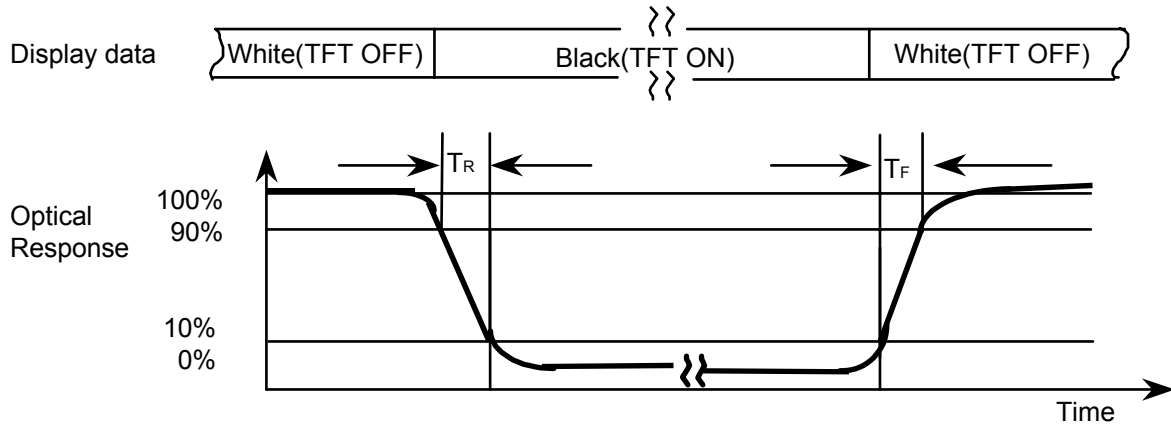 Display data
White(TFT OFF)
Black(TFT ON)
White(TFT OFF)
TR
TF
Optical
Response
100%
90%
10%
0%
Time